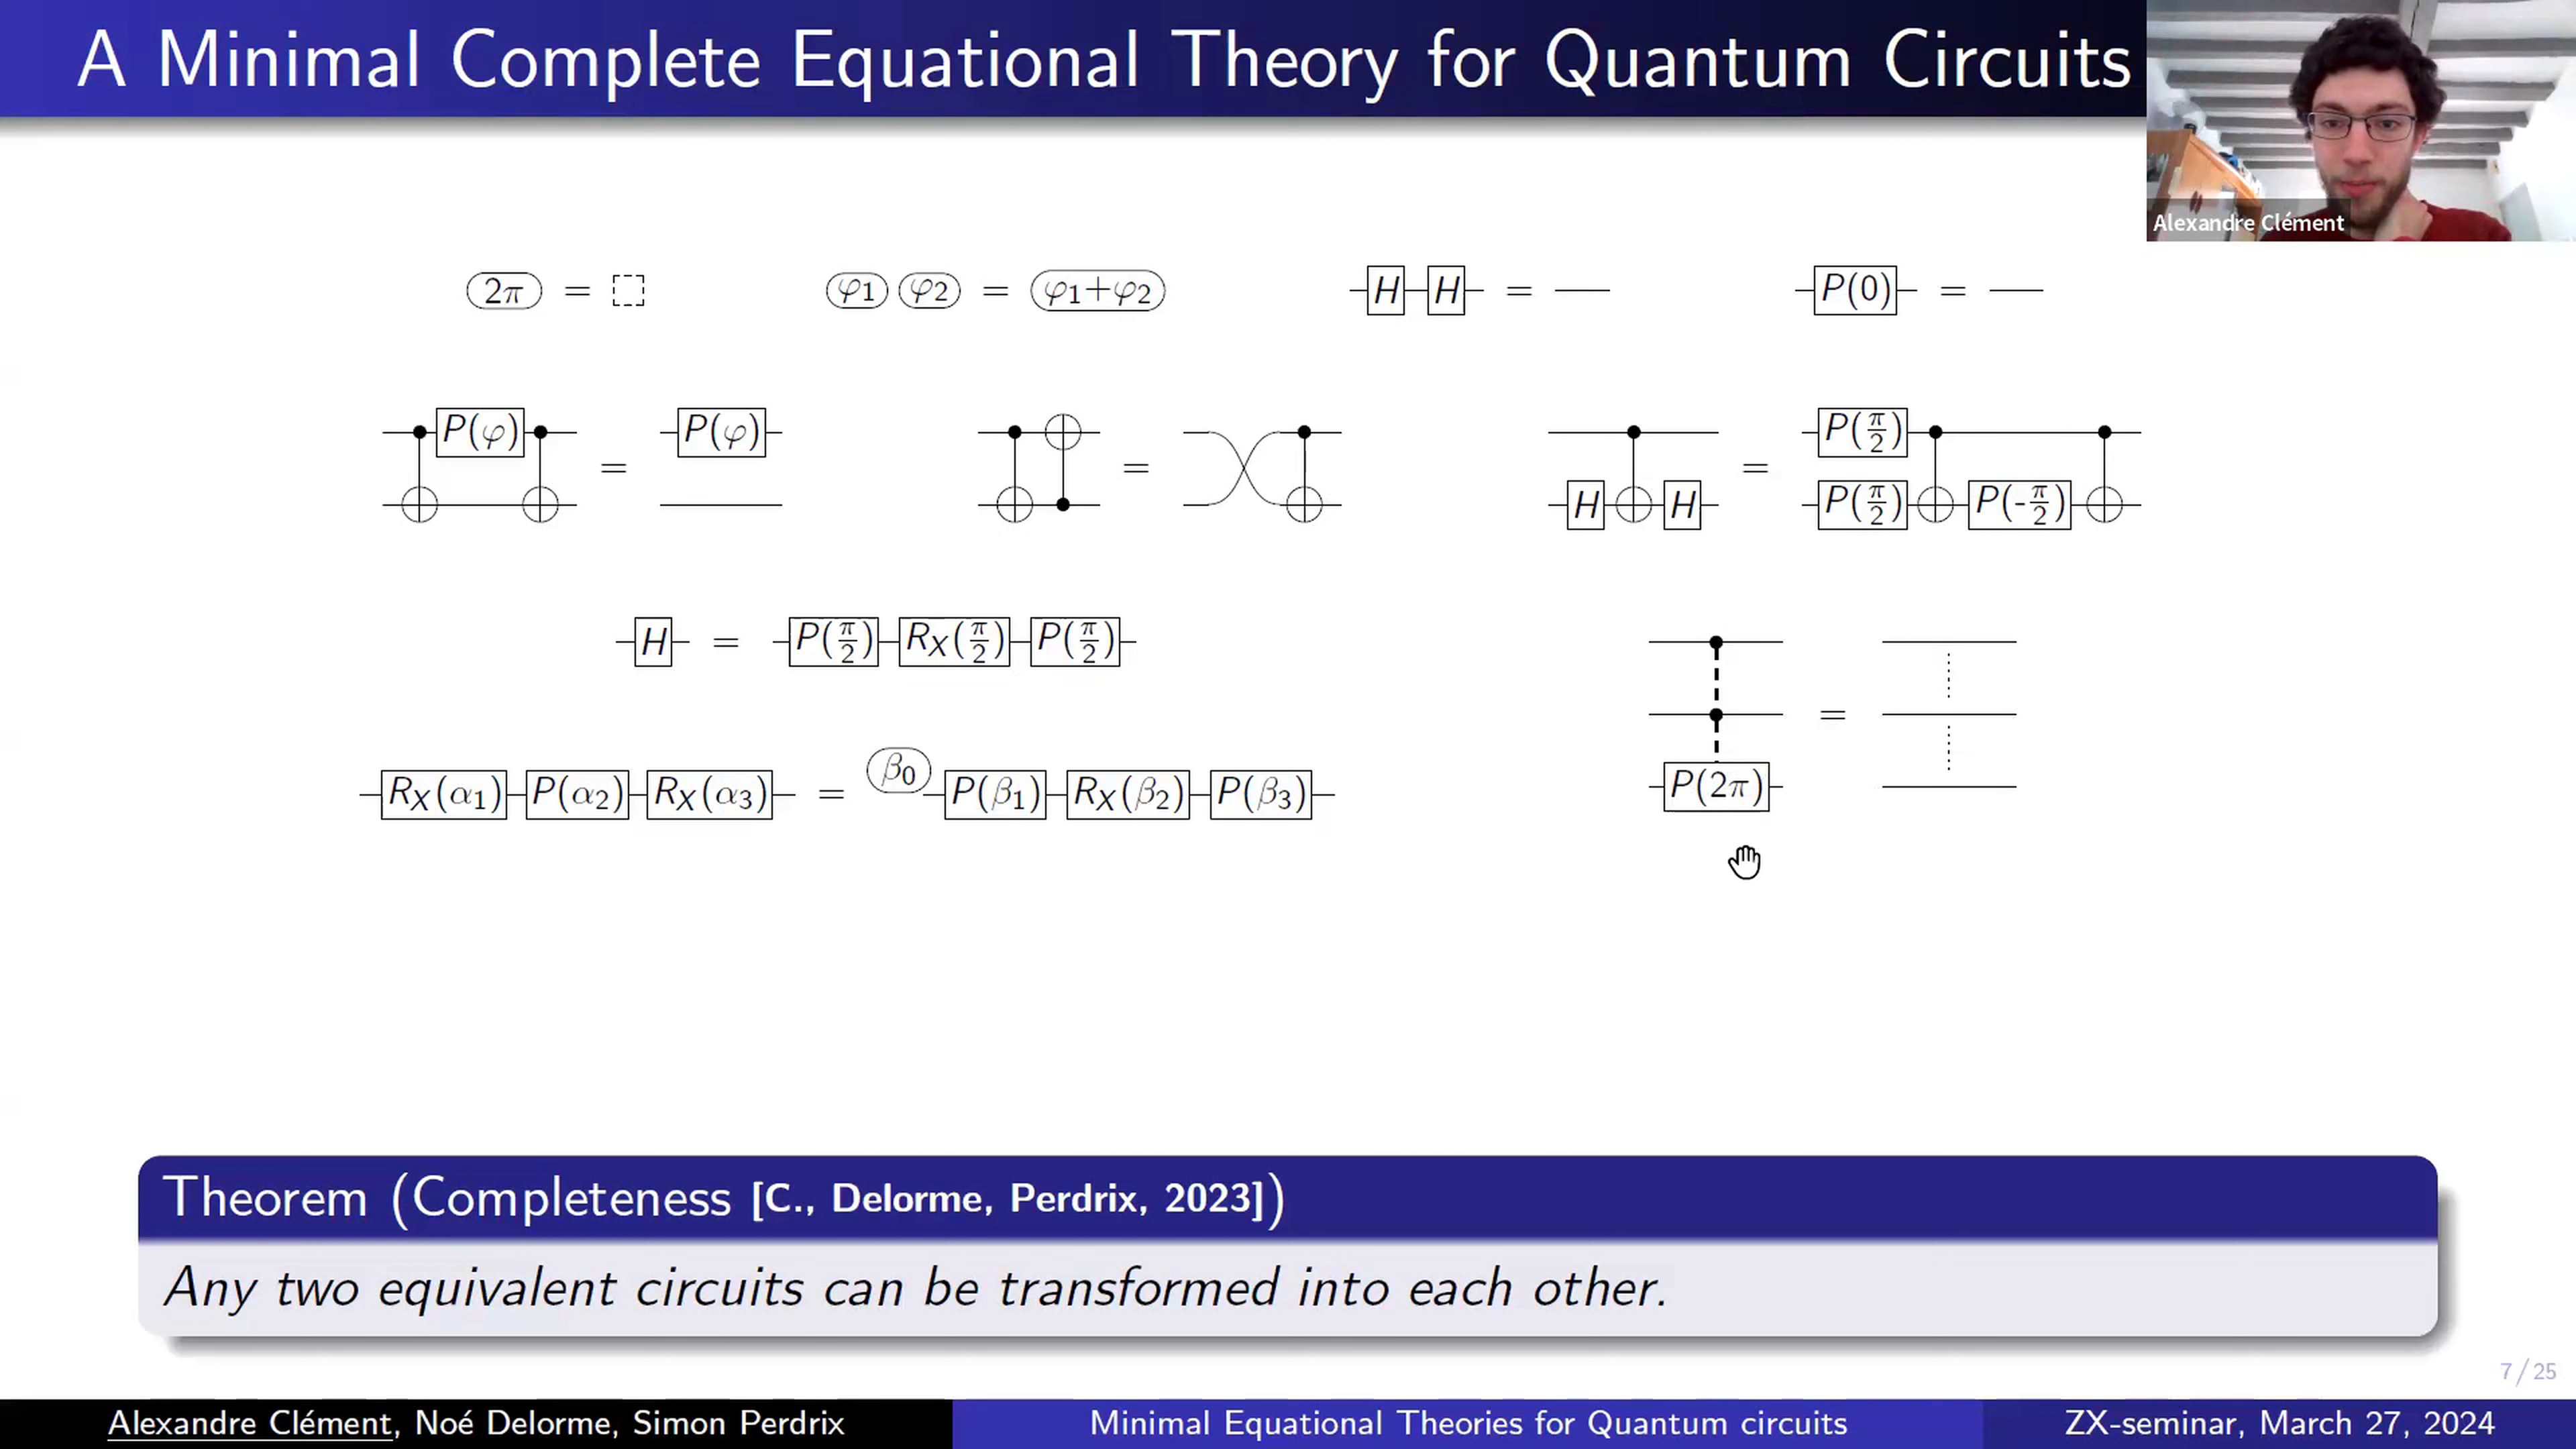 A Minimal Complete Equational Theory for Quantum Circuits
Alexandre Clément
2π = 
φ1 φ2 = φ1+φ2
H H =
P(0) =
P(φ) = P(φ)
=
H H = P(π/2) P(π/2) P(-π/2)
H = P(π/2) RX(π/2) P(π/2)
P(2π) =
RX(α1) P(α2) RX(α3) = β0 P(β1) RX(β2) P(β3)
Theorem (Completeness [C., Delorme, Perdrix, 2023])
Any two equivalent circuits can be transformed into each other.
7/25
Alexandre Clément, Noé Delorme, Simon Perdrix
Minimal Equational Theories for Quantum circuits
ZX-seminar, March 27, 2024